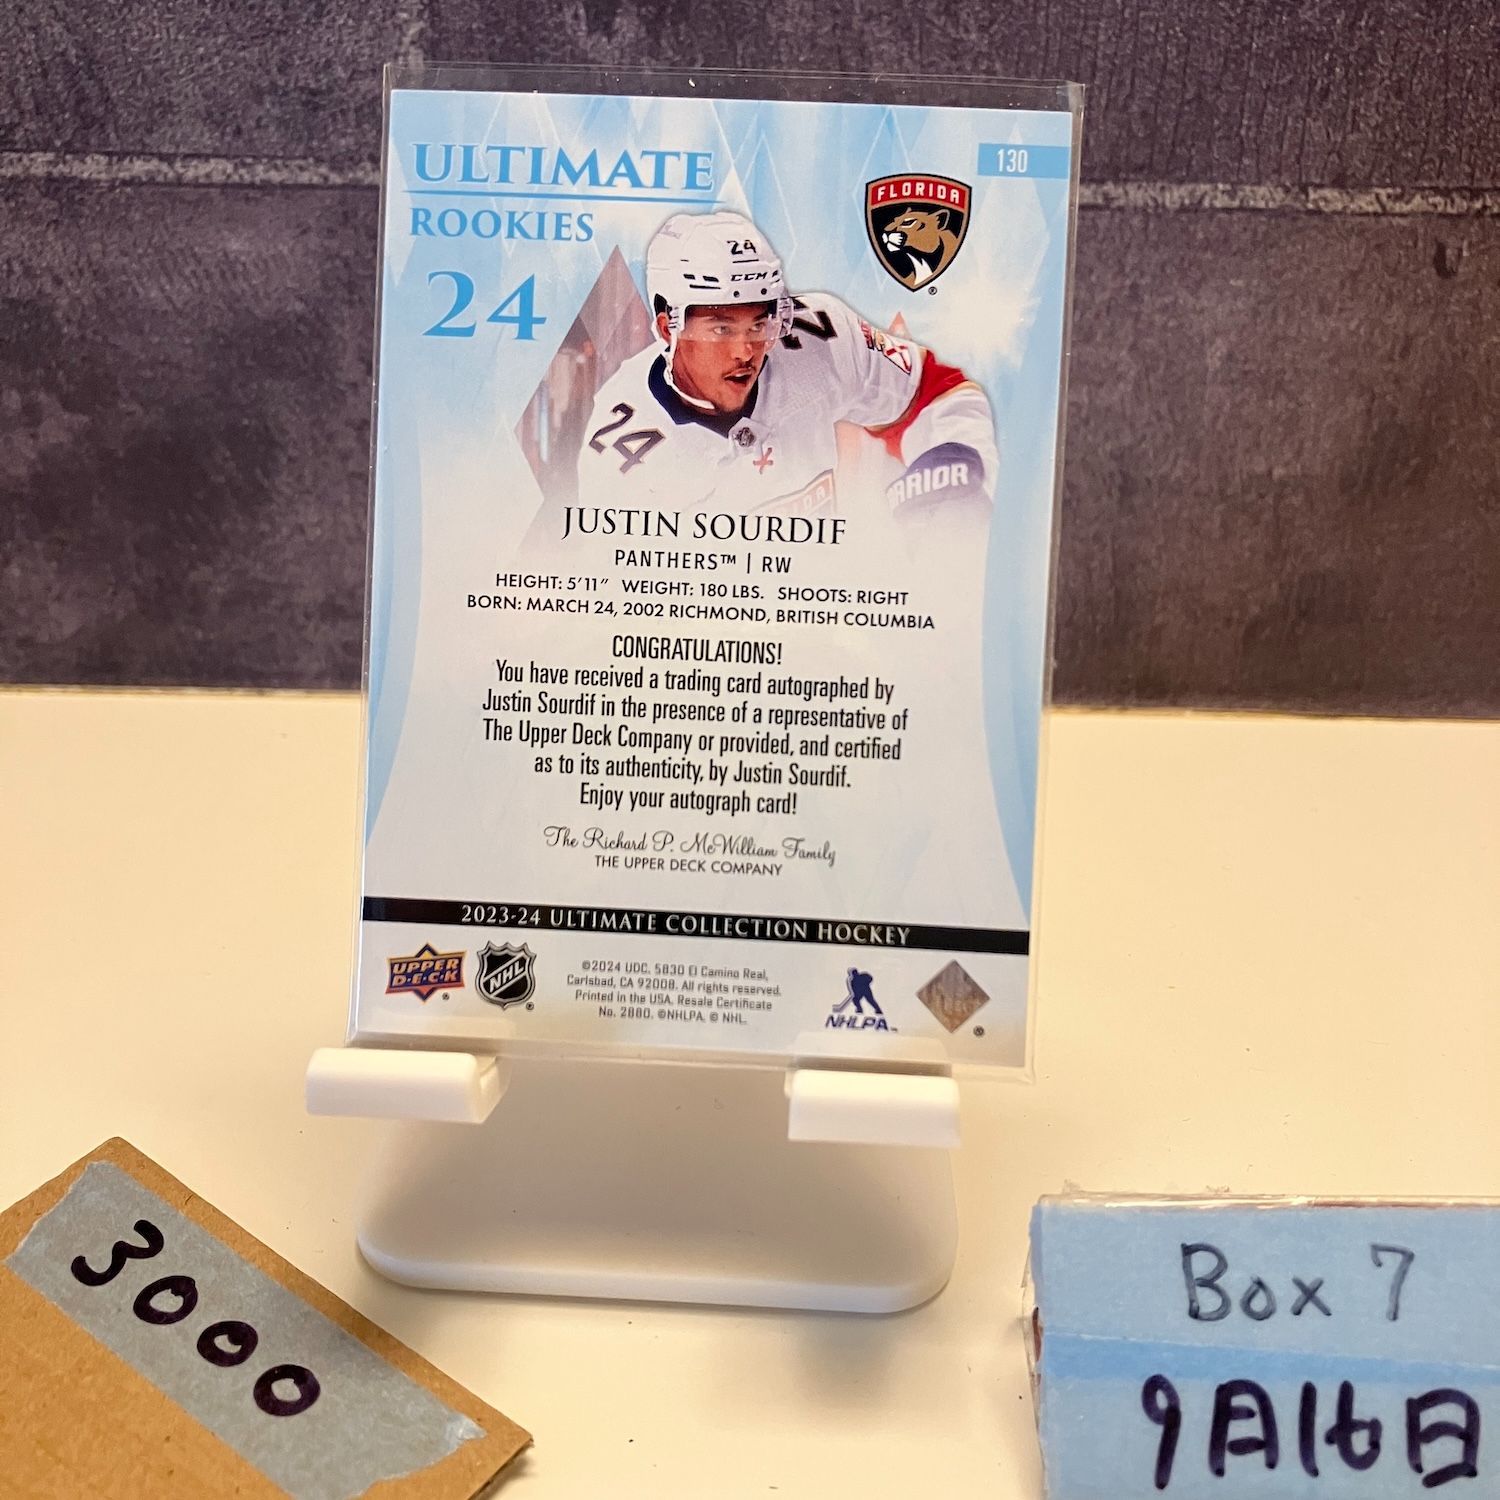 ULTIMATE
ROOKIES
24
130
FLORIDA
24
CCM
24
24
JUSTIN SOURDIF
PANTHERS™ | RW
HEIGHT: 5'11" WEIGHT: 180 LBS. SHOOTS: RIGHT
BORN: MARCH 24, 2002 RICHMOND, BRITISH COLUMBIA
CONGRATULATIONS!
You have received a trading card autographed by
Justin Sourdif in the presence of a representative of
The Upper Deck Company or provided, and certified
as to its authenticity, by Justin Sourdif.
Enjoy your autograph card!
The Richard P. McWilliam Family
THE UPPER DECK COMPANY
2023-24 ULTIMATE COLLECTION HOCKEY
UPPER
D·E·C·K
NHL
©2024 UDC. 5830 El Camino Real,
Carlsbad, CA 92008. All rights reserved.
Printed in the USA. Resale Certificate
No. 2880. ©NHLPA. © NHL.
NHLPA™
3000
Box 7
9月16日